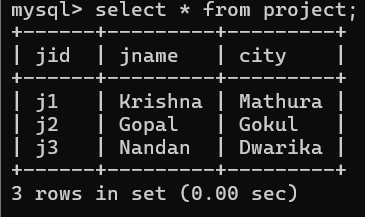 mysql> select * from project;
+------+---------+---------+
| jid  | jname   | city    |
+------+---------+---------+
| j1   | Krishna | Mathura |
| j2   | Gopal   | Gokul   |
| j3   | Nandan  | Dwarika |
+------+---------+---------+
3 rows in set (0.00 sec)